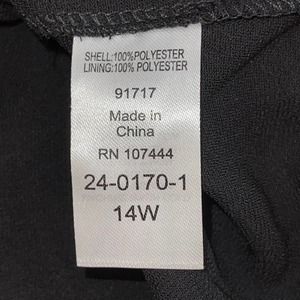 SHELL:100%POLYESTER
LINING:100% POLYESTER
91717
Made in
China
RN 107444
24-0170-1
14W